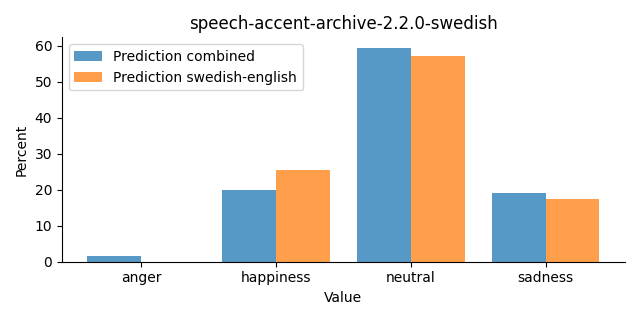 speech-accent-archive-2.2.0-swedish
Prediction combined
Prediction swedish-english
Percent
60
50
40
30
20
10
0
anger happiness neutral sadness
Value